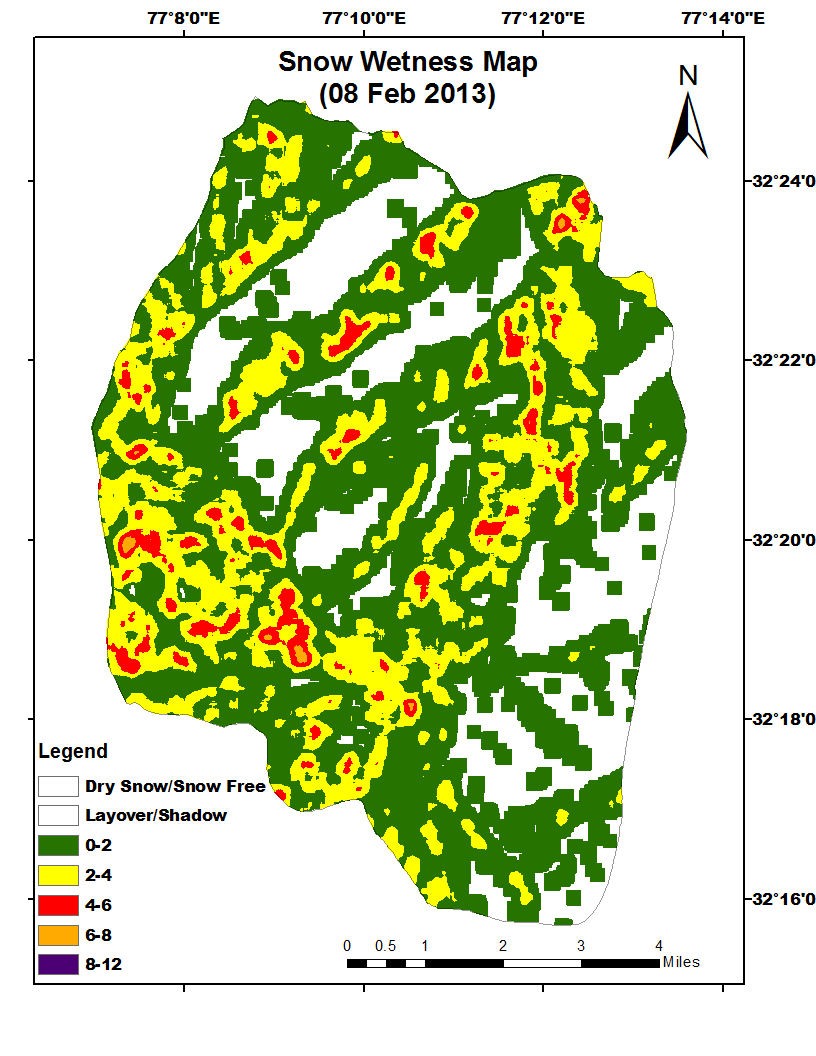 77°8'0"E 77°10'0"E 77°12'0"E 77°14'0"E
Snow Wetness Map
(08 Feb 2013)
N
32°24'0
32°22'0
32°20'0
32°18'0
32°16'0
Legend
Dry Snow/Snow Free
Layover/Shadow
0-2
2-4
4-6
6-8
8-12
0 0.5 1 2 3 4
Miles